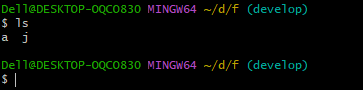 Dell@DESKTOP-OQCO830 MINGW64 ~/d/f (develop)
$ ls
a  j
Dell@DESKTOP-OQCO830 MINGW64 ~/d/f (develop)
$